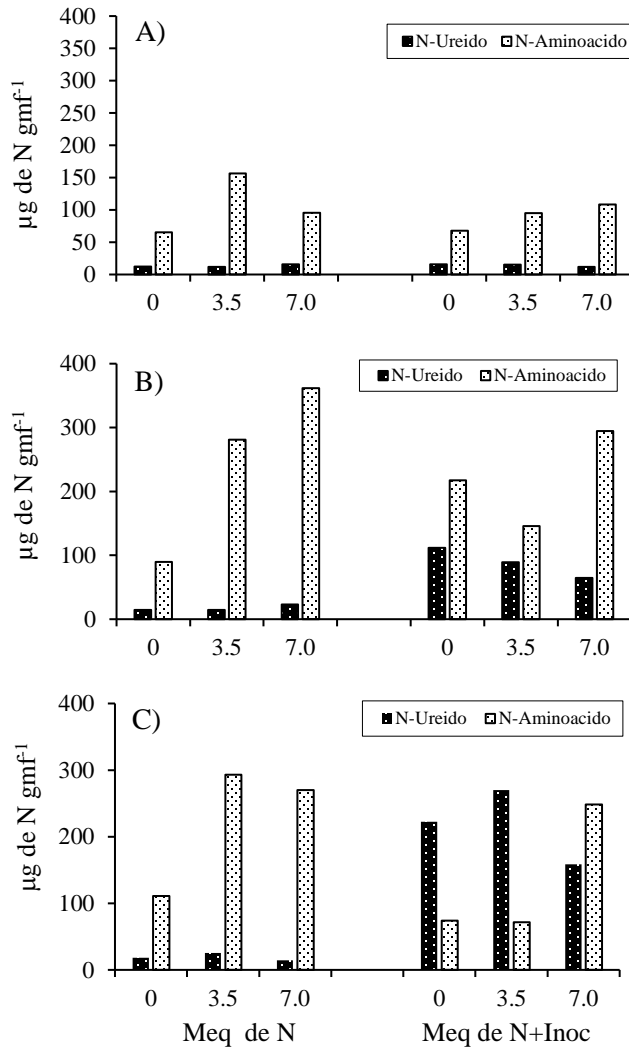 A)
N-Ureido N-Aminoacido
µg de N gmf-1
400
350
300
250
200
150
100
50
0
0 3.5 7.0 0 3.5 7.0
B)
N-Ureido N-Aminoacido
µg de N gmf-1
400
300
200
100
0
0 3.5 7.0 0 3.5 7.0
C)
N-Ureido N-Aminoacido
µg de N gmf-1
400
300
200
100
0
0 3.5 7.0 0 3.5 7.0
Meq de N Meq de N+Inoc